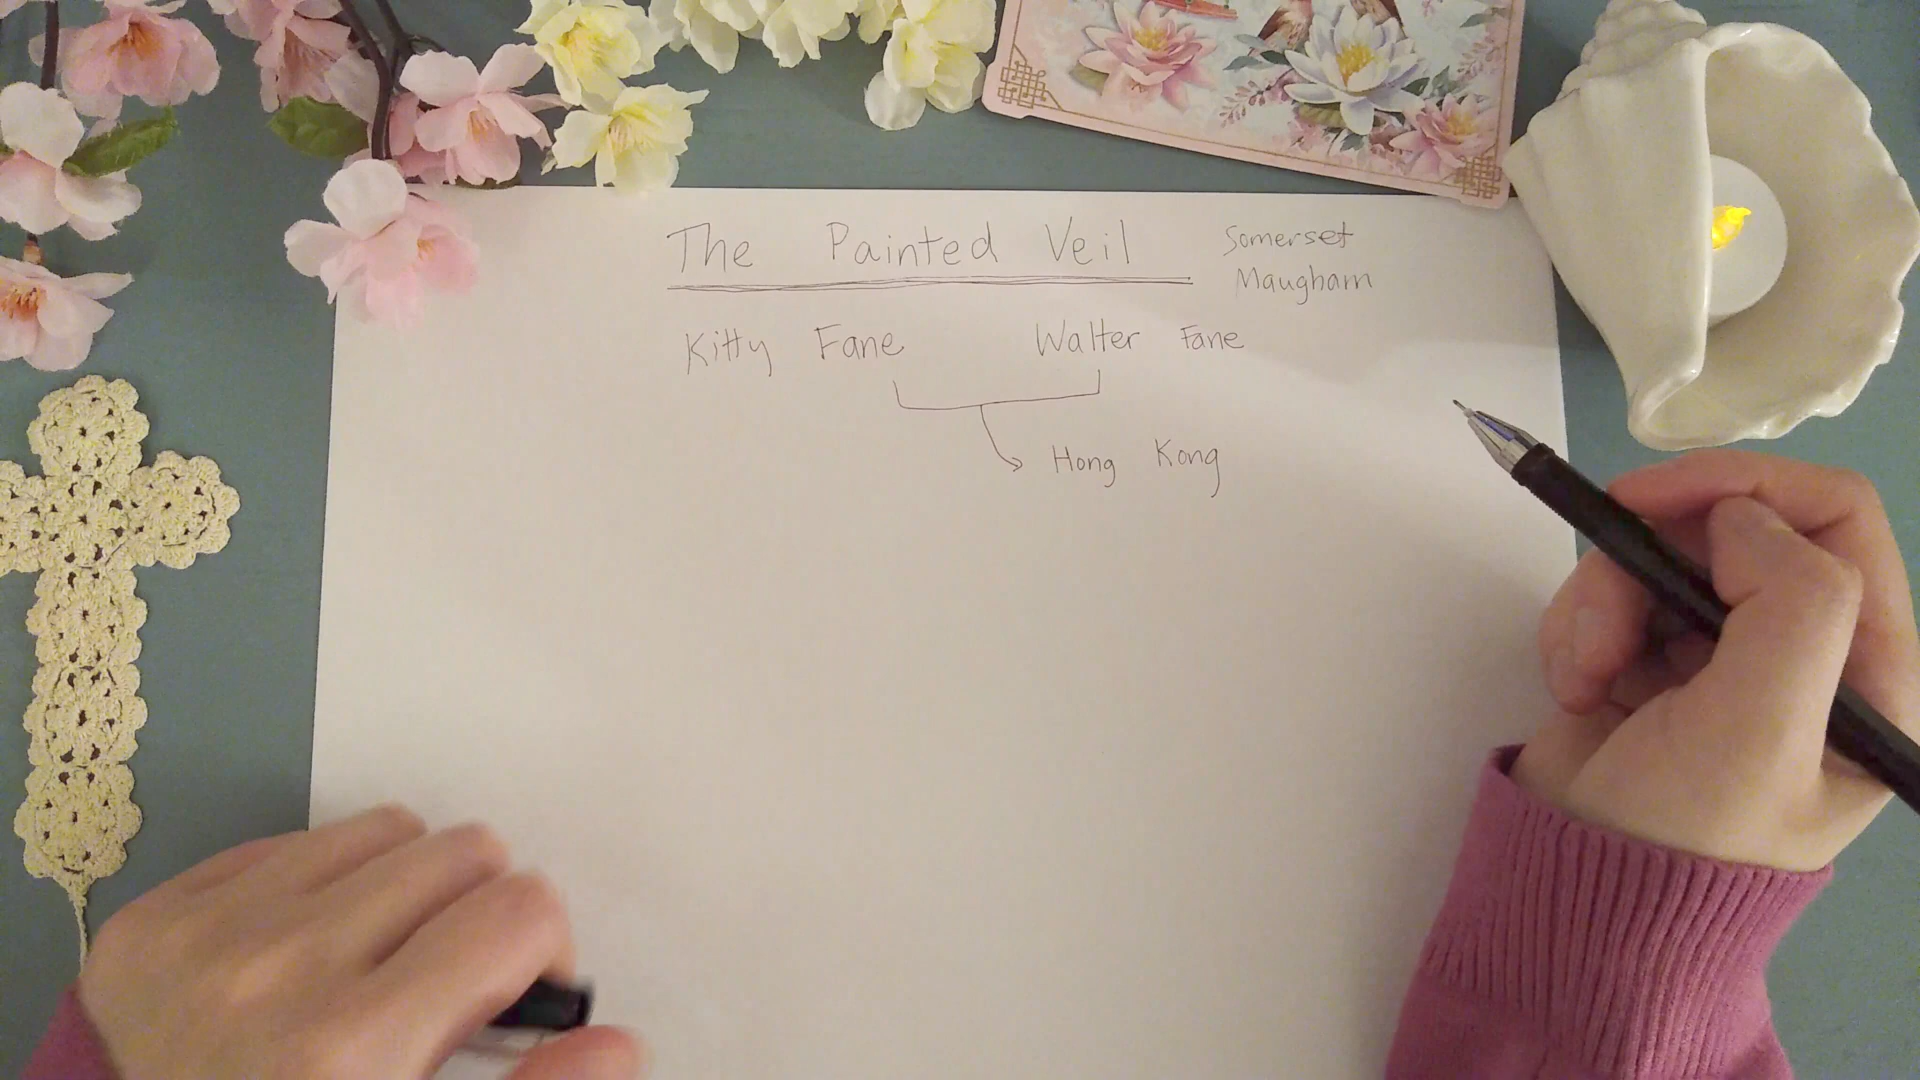 The Painted Veil
Somerset
Maugham
Kitty Fane
Walter Fane
Hong Kong